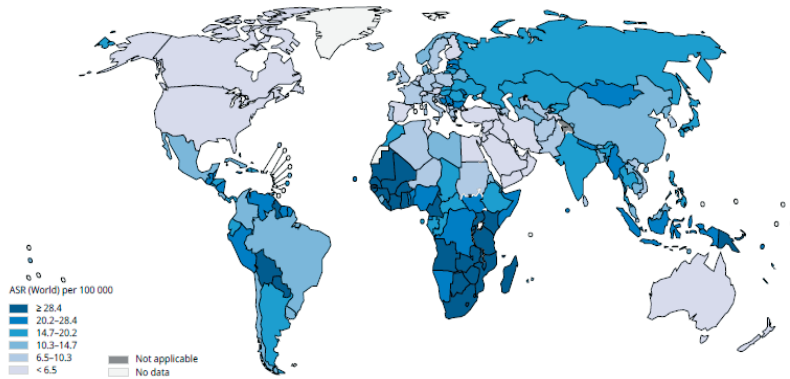 ASR (World) per 100 000
≥ 28.4
20.2–28.4
14.7–20.2
10.3–14.7
6.5–10.3
< 6.5
Not applicable
No data